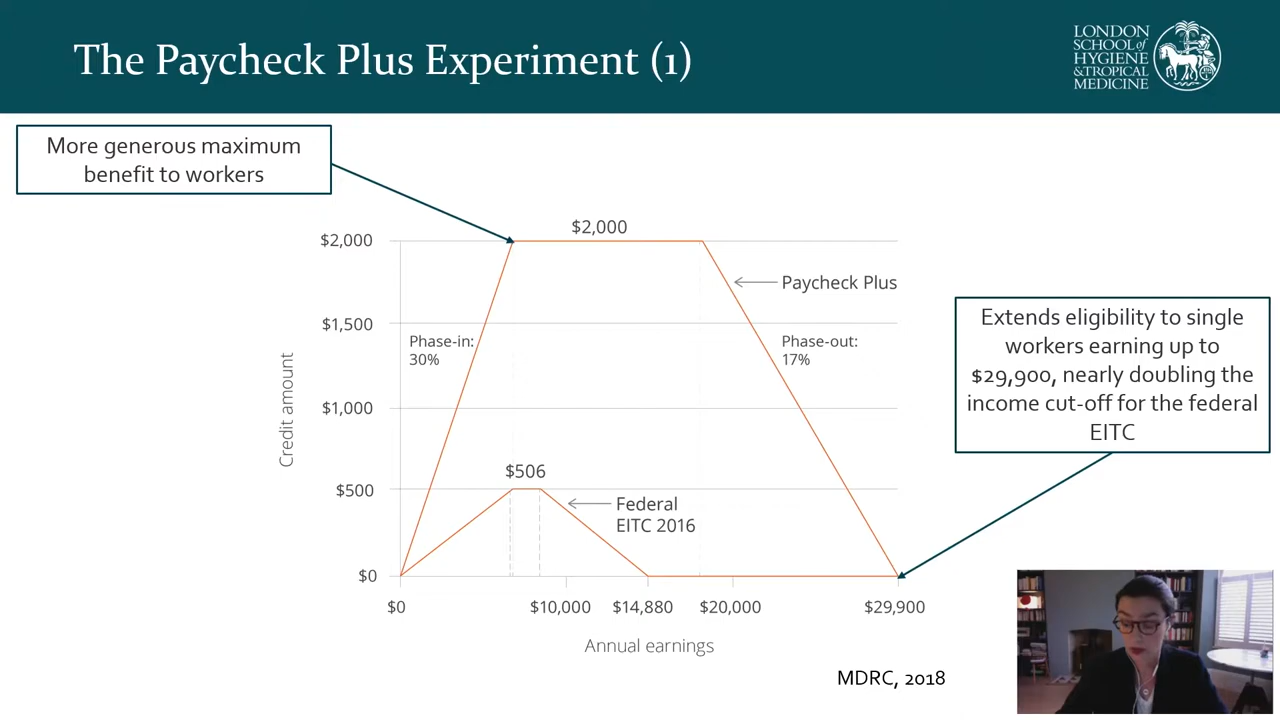 The Paycheck Plus Experiment (1)
LONDON
SCHOOL of
HYGIENE
& TROPICAL
MEDICINE
More generous maximum
benefit to workers
$2,000
$2,000
Paycheck Plus
Extends eligibility to single
workers earning up to
$29,900, nearly doubling the
income cut-off for the federal
EITC
$1,500
Phase-in:
30%
Phase-out:
17%
Credit amount
$1,000
$506
$500
Federal
EITC 2016
$0
$0
$10,000
$14,880
$20,000
$29,900
Annual earnings
MDRC, 2018